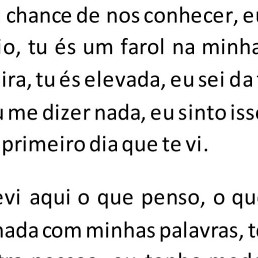 chance de nos conhecer, eu
io, tu és um farol na minha
ira, tu és elevada, eu sei da
u me dizer nada, eu sinto isso
primeiro dia que te vi.
evi aqui o que penso, o que
nada com minhas palavras, t